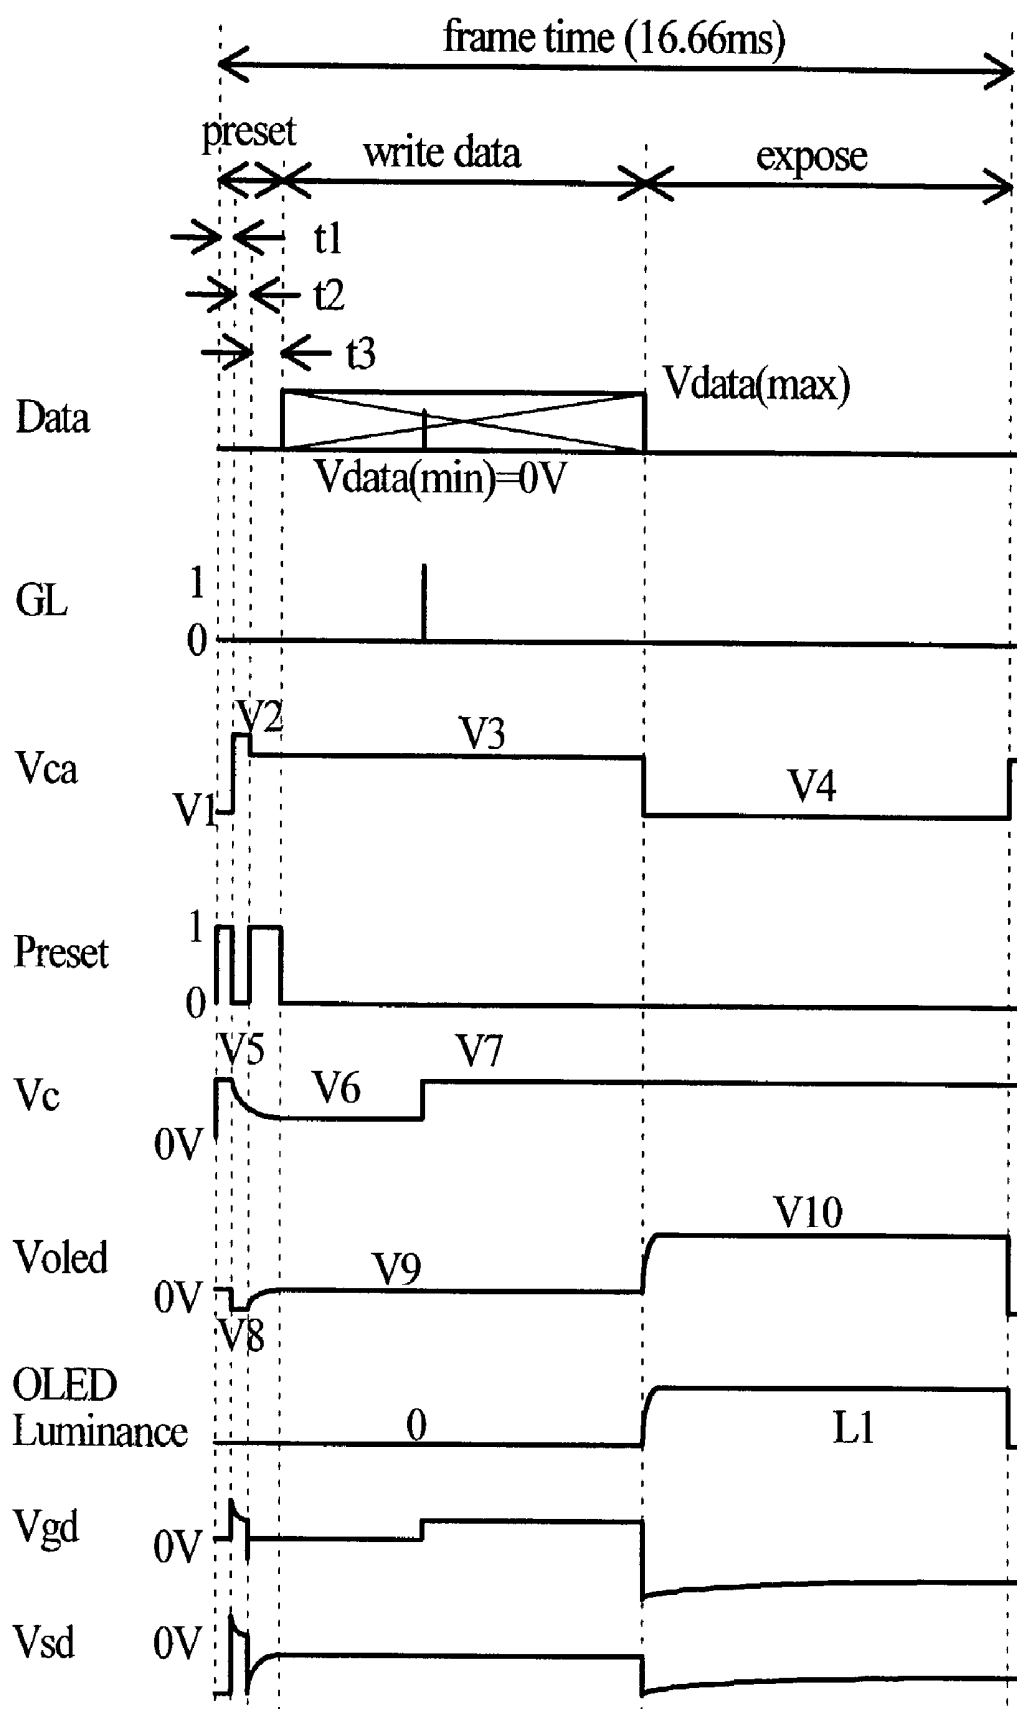 frame time (16.66ms)
preset
write data
expose
t1
t2
t3
Vdata(max)
Data
Vdata(min)=0V
GL
1
0
V2
V3
Vca
V1
V4
1
Preset
0
V5
V7
Vc
V6
0V
V10
Voled
V9
0V
V8
OLED
Luminance
0
L1
Vgd
0V
Vsd
0V